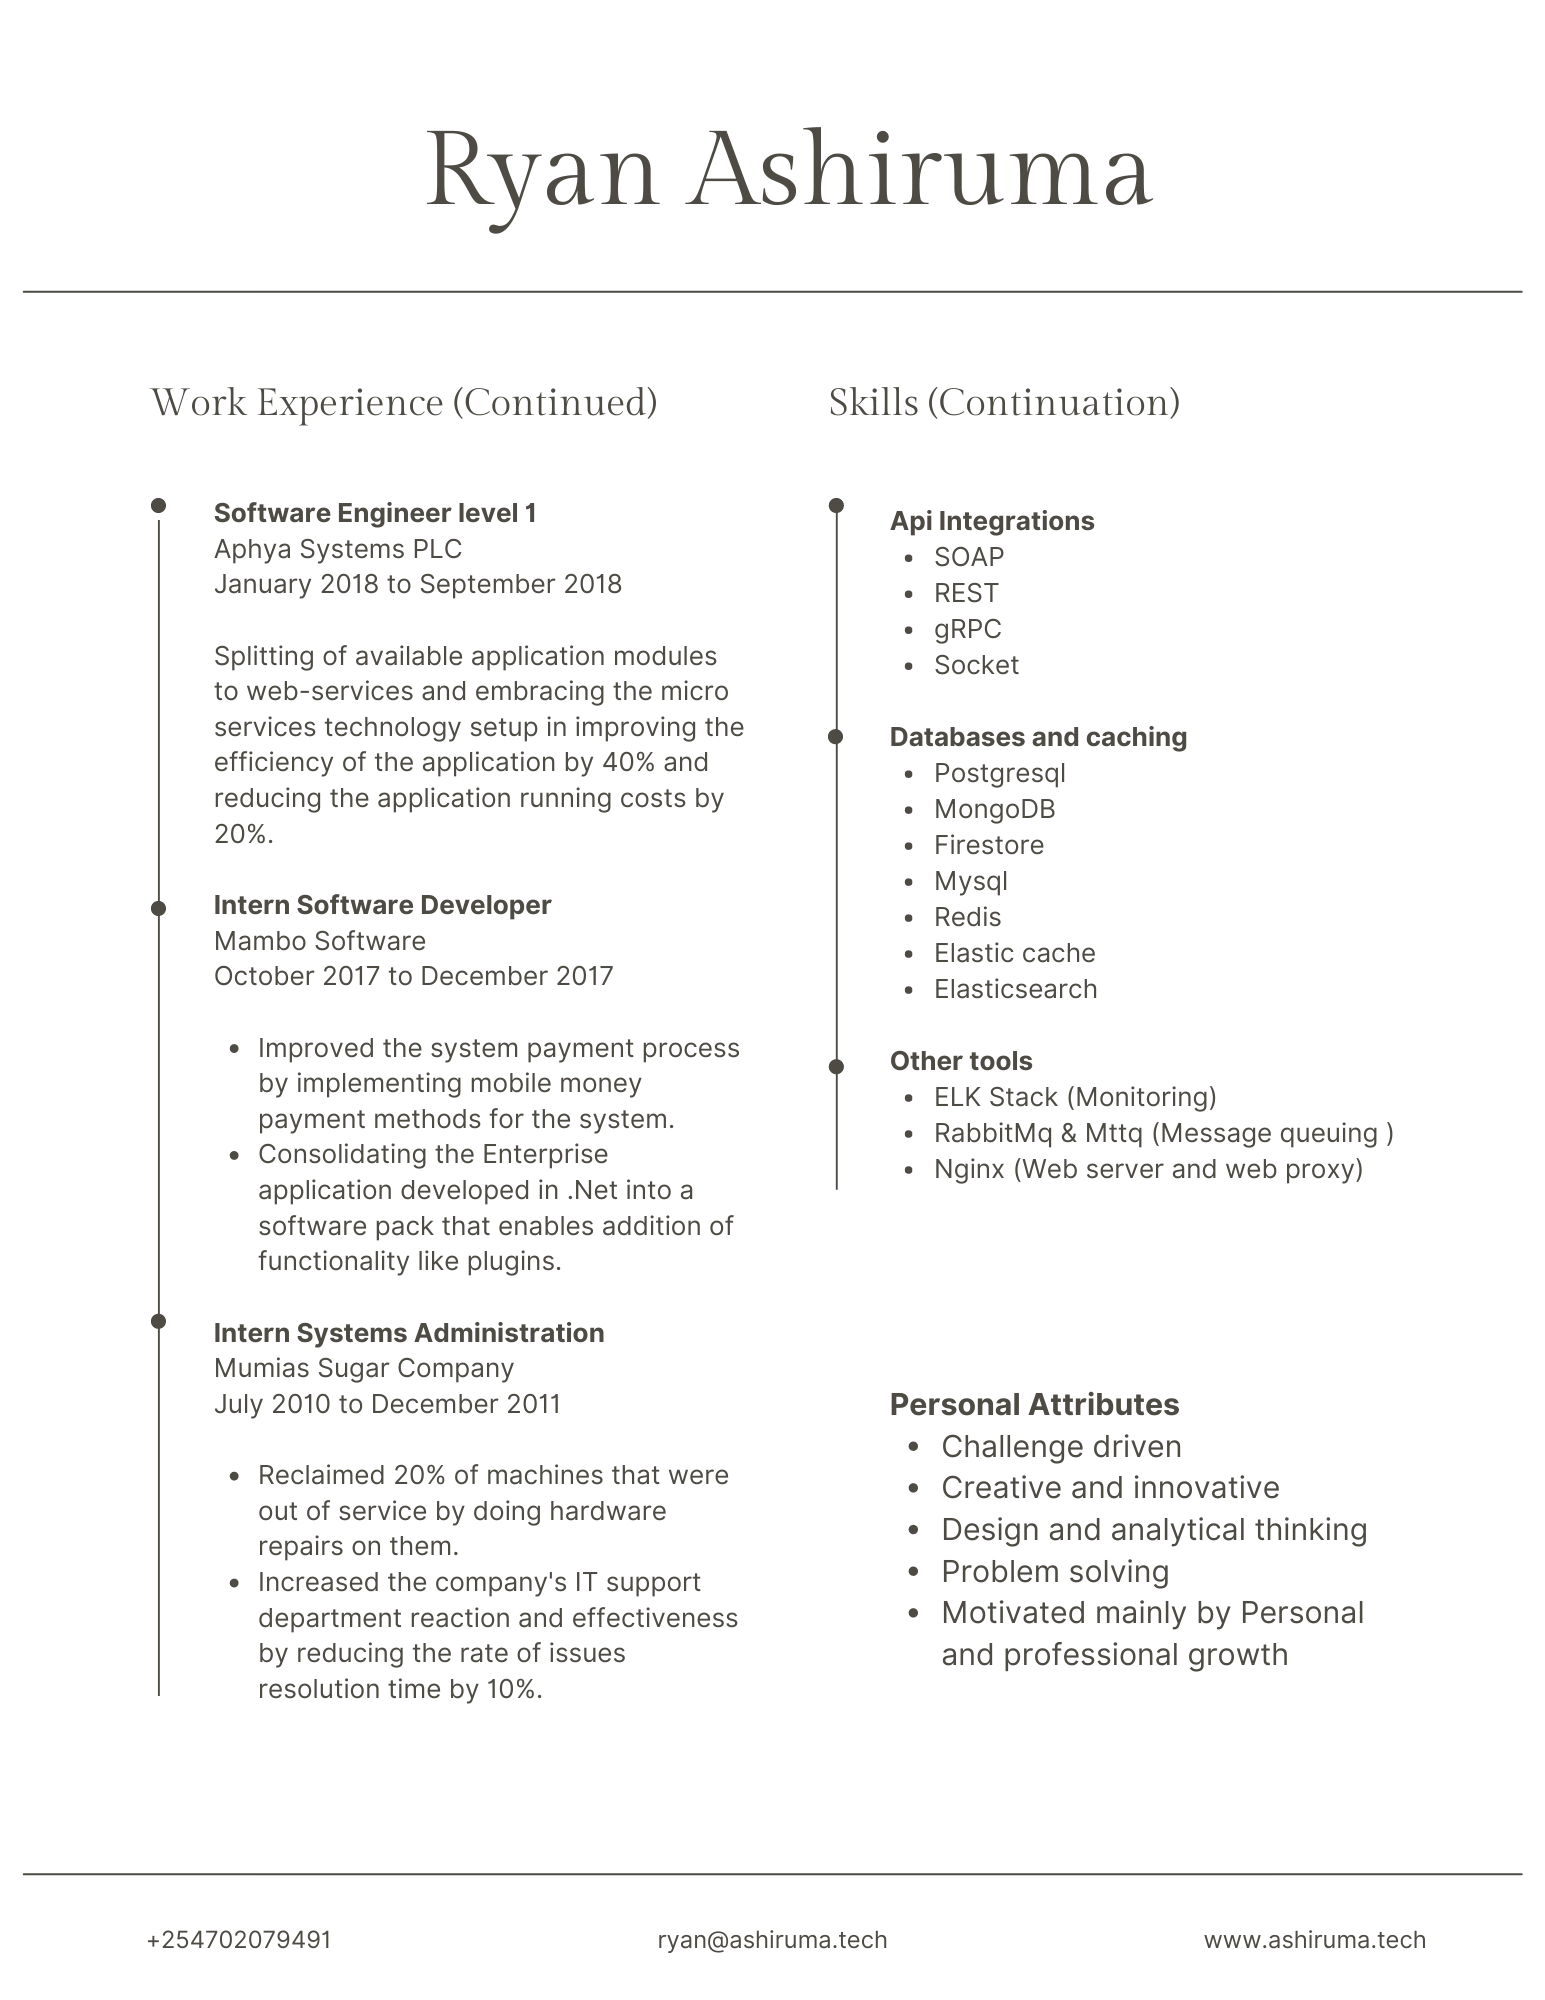 Ryan Ashiruma
Work Experience (Continued)
Software Engineer level 1
Aphya Systems PLC
January 2018 to September 2018
Splitting of available application modules
to web-services and embracing the micro
services technology setup in improving the
efficiency of the application by 40% and
reducing the application running costs by
20%.
Intern Software Developer
Mambo Software
October 2017 to December 2017
• Improved the system payment process
by implementing mobile money
payment methods for the system.
• Consolidating the Enterprise
application developed in .Net into a
software pack that enables addition of
functionality like plugins.
Intern Systems Administration
Mumias Sugar Company
July 2010 to December 2011
• Reclaimed 20% of machines that were
out of service by doing hardware
repairs on them.
• Increased the company's IT support
department reaction and effectiveness
by reducing the rate of issues
resolution time by 10%.
Skills (Continuation)
Api Integrations
• SOAP
• REST
• gRPC
• Socket
Databases and caching
• Postgresql
• MongoDB
• Firestore
• Mysql
• Redis
• Elastic cache
• Elasticsearch
Other tools
• ELK Stack (Monitoring)
• RabbitMq & Mttq (Message queuing )
• Nginx (Web server and web proxy)
Personal Attributes
• Challenge driven
• Creative and innovative
• Design and analytical thinking
• Problem solving
• Motivated mainly by Personal
and professional growth
+254702079491
ryan@ashiruma.tech
www.ashiruma.tech